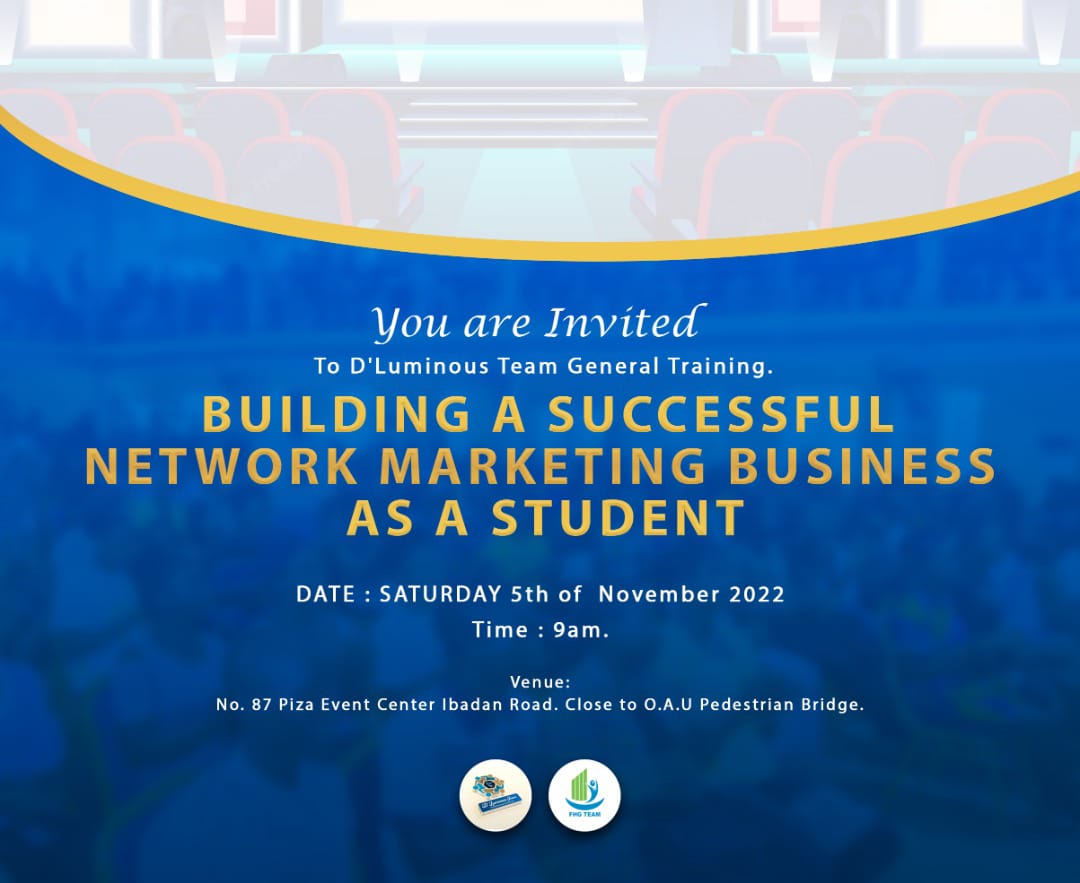 You are Invited
To D'Luminous Team General Training.
BUILDING A SUCCESSFUL
NETWORK MARKETING BUSINESS
AS A STUDENT
DATE : SATURDAY 5th of November 2022
Time : 9am.
Venue:
No. 87 Piza Event Center Ibadan Road. Close to O.A.U Pedestrian Bridge.
FHG TEAM